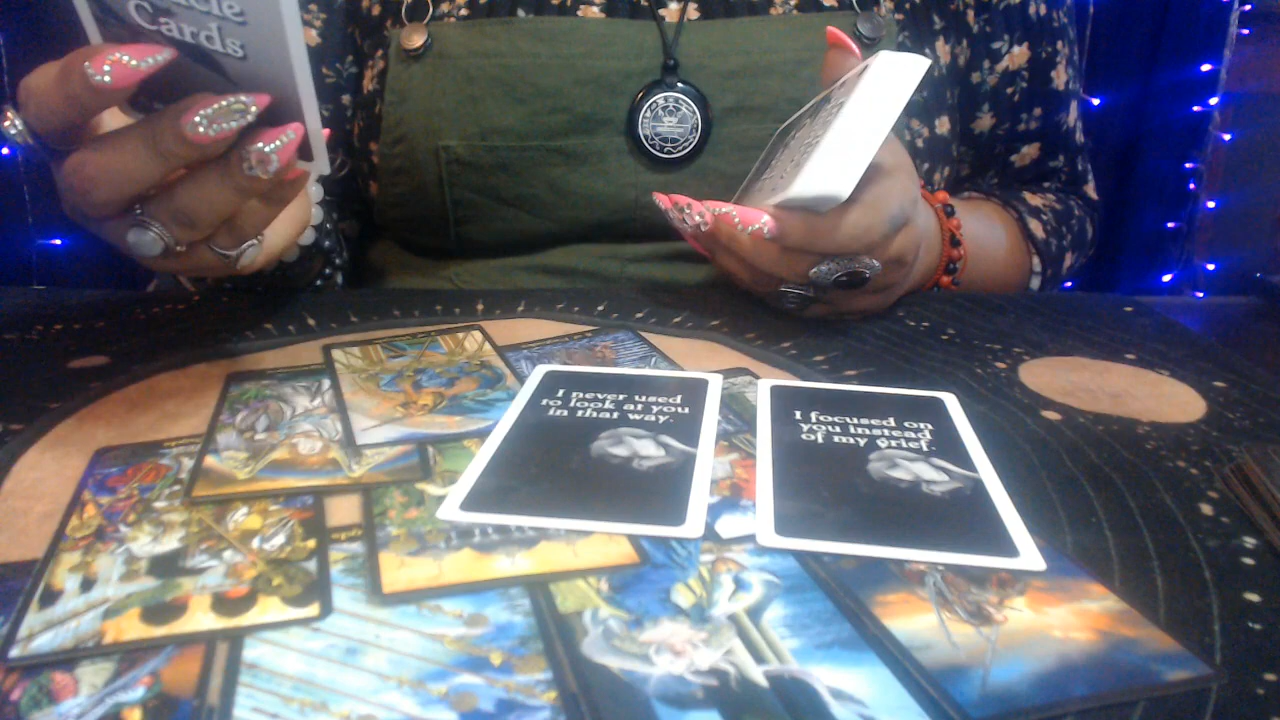 Cards
I never used
to look at you
in that way.
I focused on
you instead
of my grief.